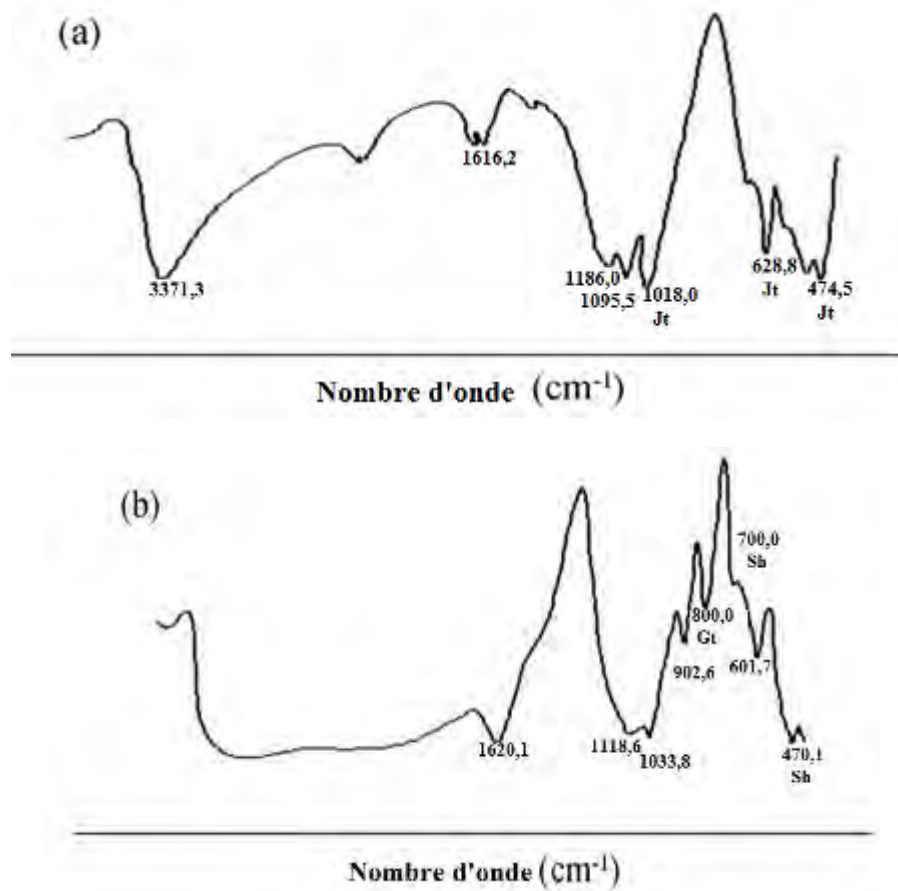 (a)
3371,3
1616,2
1186,0
1095,5
1018,0
Jt
628,8
Jt
474,5
Jt
Nombre d'onde (cm⁻¹)
(b)
1620,1
1118,6
1033,8
902,6
800,0
Gt
700,0
Sh
601,7
470,1
Sh
Nombre d'onde (cm⁻¹)